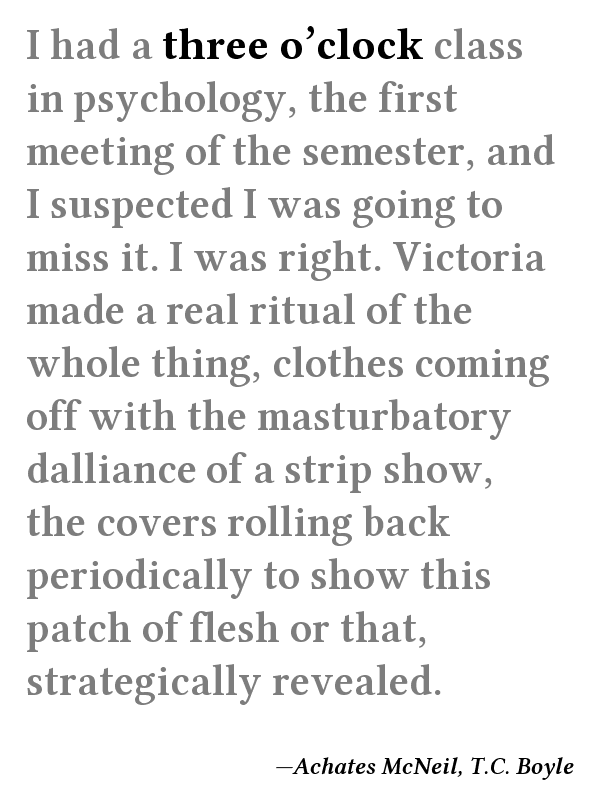 I had a three o’clock class
in psychology, the first
meeting of the semester, and
I suspected I was going to
miss it. I was right. Victoria
made a real ritual of the
whole thing, clothes coming
off with the masturbatory
dalliance of a strip show,
the covers rolling back
periodically to show this
patch of flesh or that,
strategically revealed.
—Achates McNeil, T.C. Boyle